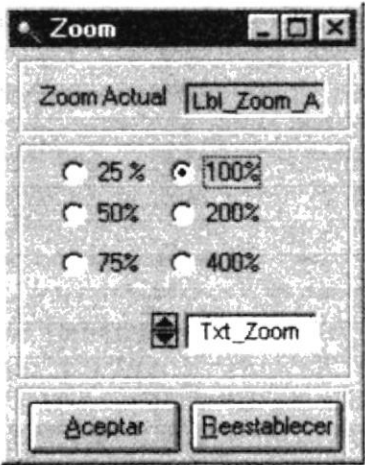 Zoom
Zoom Actual Lbl_Zoom_A
25 % 100%
50% 200%
75% 400%
Txt_Zoom
Aceptar Reestablecer